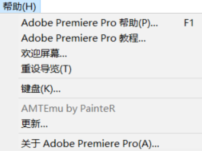 帮助(H)
Adobe Premiere Pro 帮助(P)... F1
Adobe Premiere Pro 教程...
欢迎屏幕...
重设导览(T)
键盘(K)...
AMTEmu by PainteR
更新...
关于 Adobe Premiere Pro(A)...